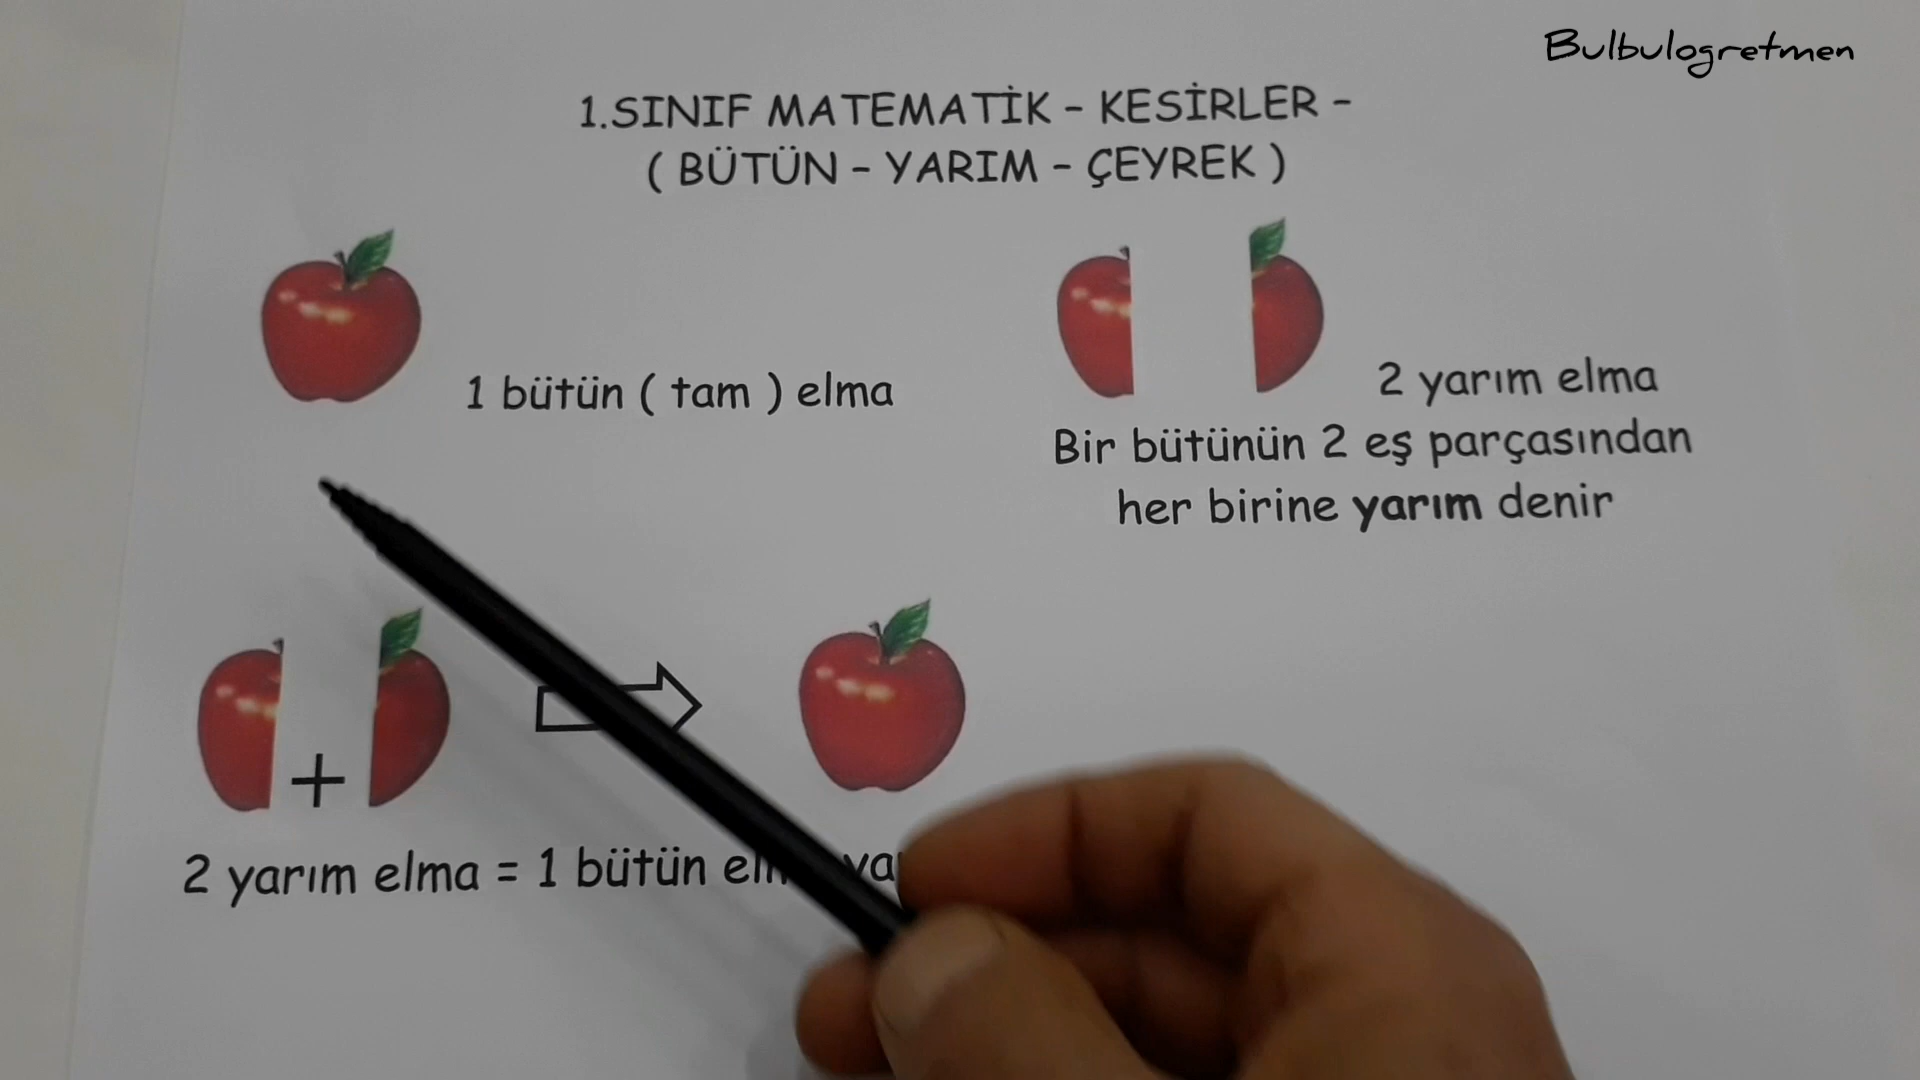 Bulbulogretmen
1.SINIF MATEMATİK - KESİRLER -
( BÜTÜN - YARIM - ÇEYREK )
1 bütün ( tam ) elma
2 yarım elma
Bir bütünün 2 eş parçasından
her birine yarım denir
+
2 yarım elma = 1 bütün